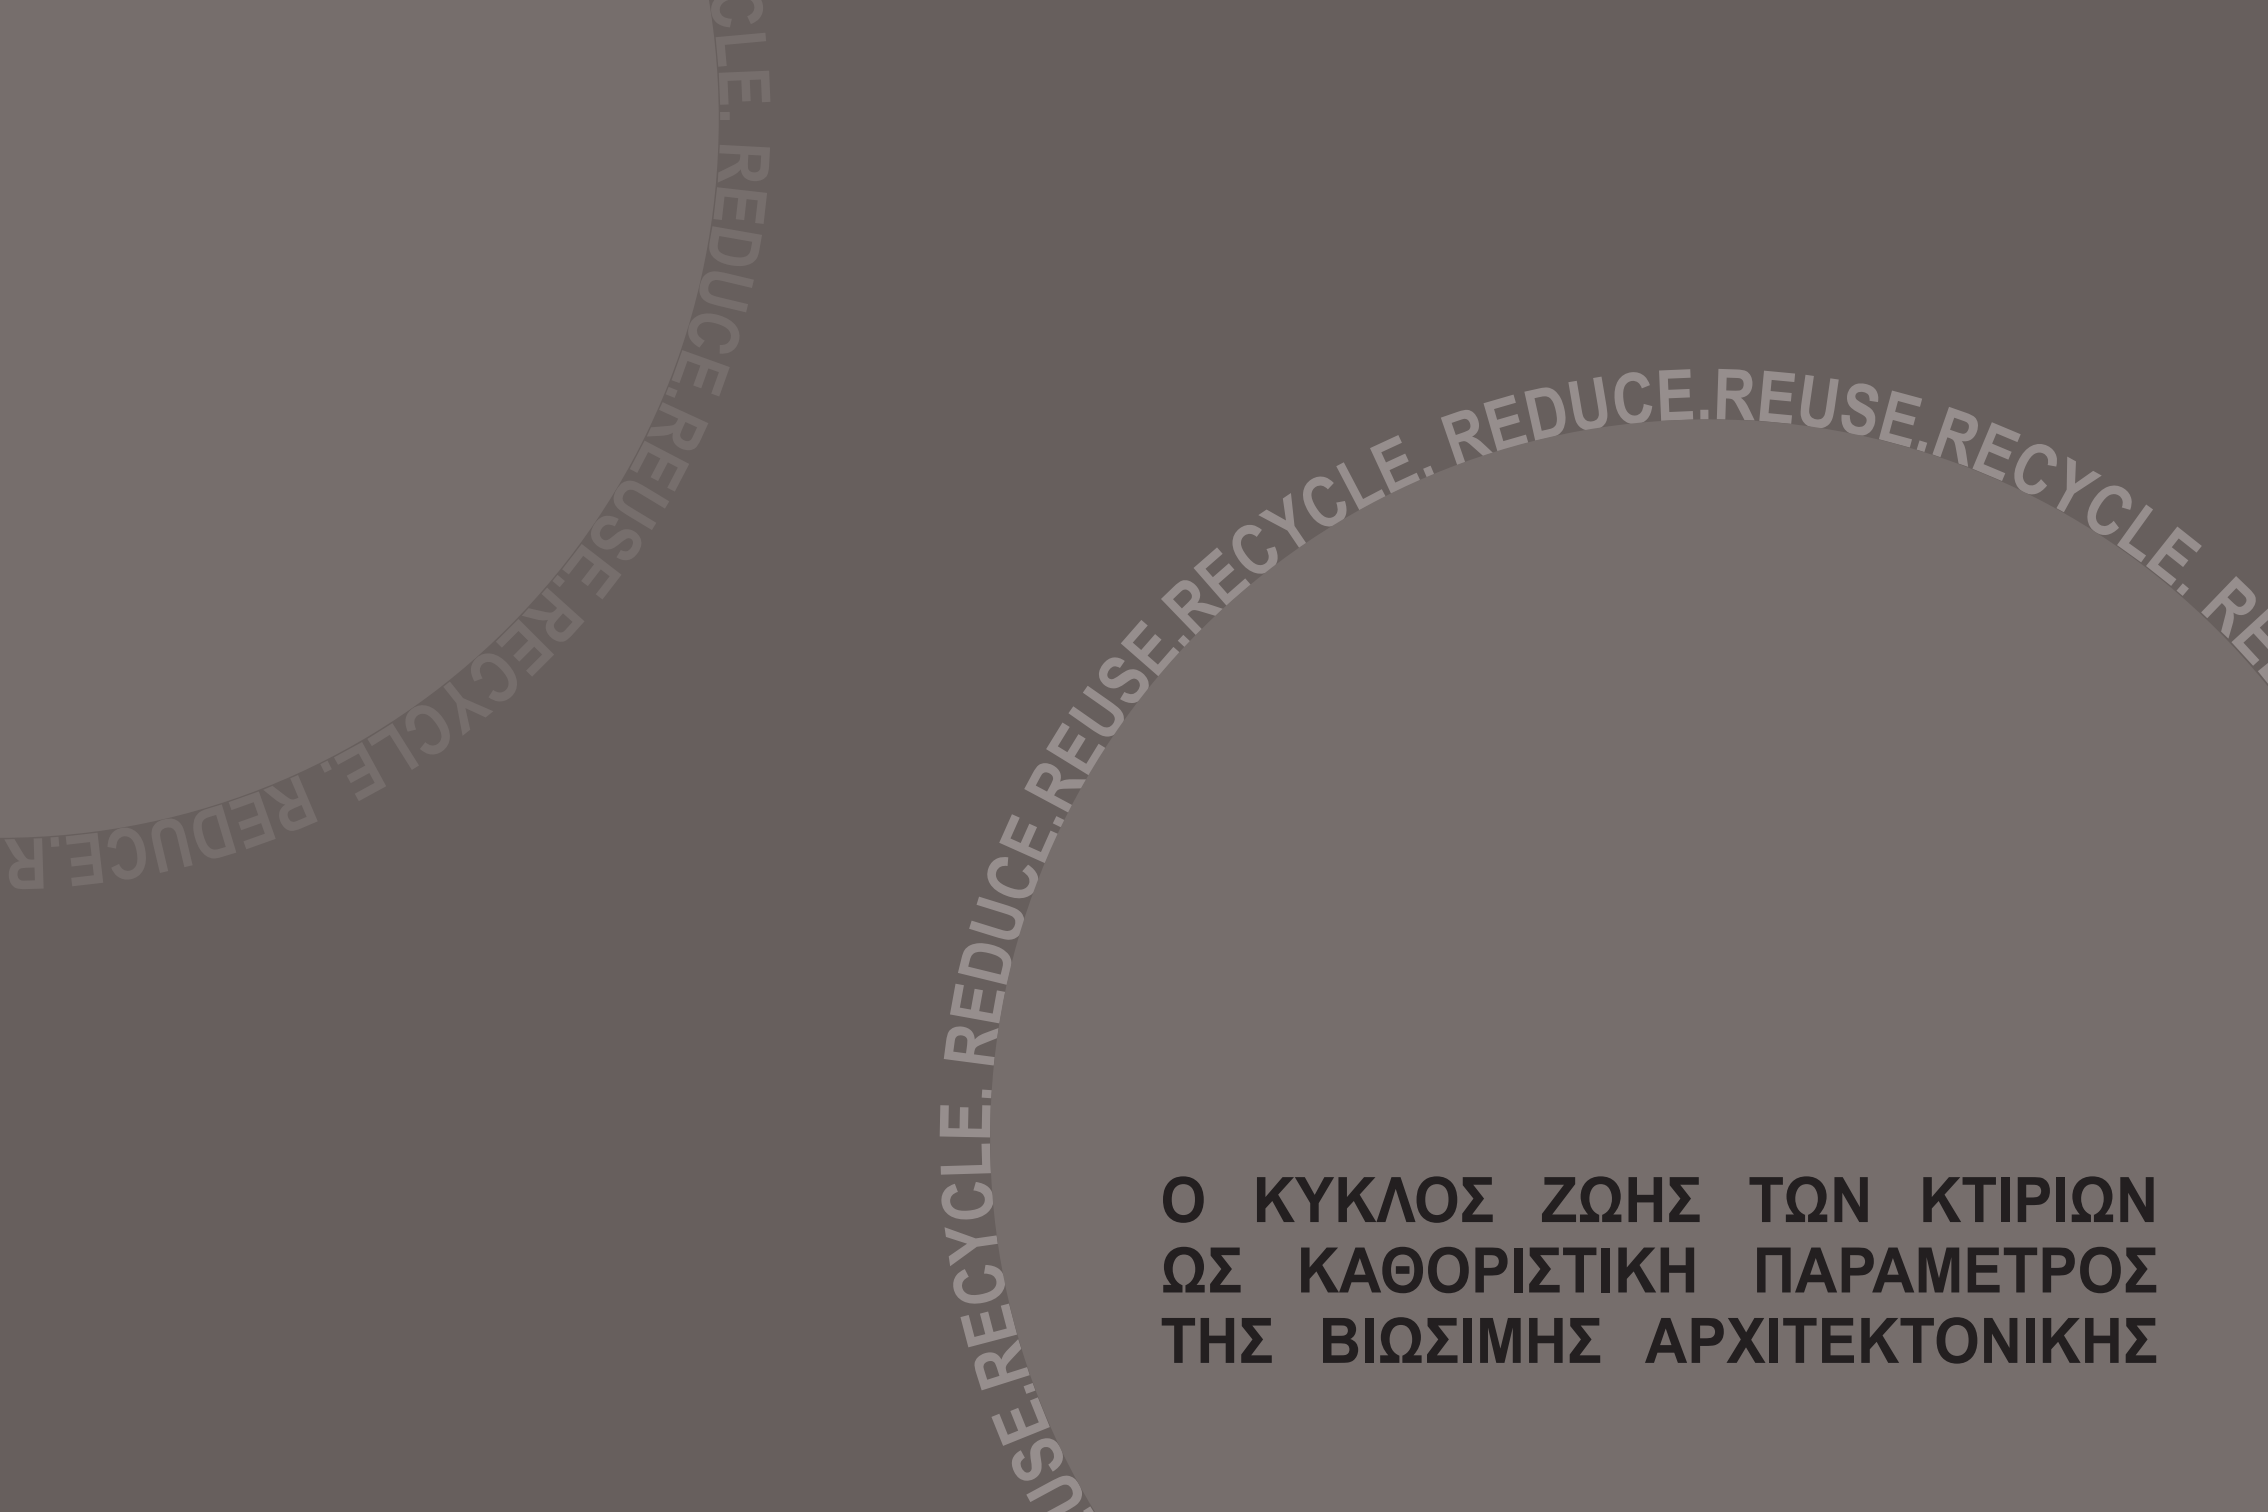 CLE. REDUCE.REUSE.RECYCLE. REDUCE.R
USE.RECYCLE. REDUCE.REUSE.RECYCLE. REDUCE.REUSE.RECYCLE. RE
Ο ΚΥΚΛΟΣ ΖΩΗΣ ΤΩΝ ΚΤΙΡΙΩΝ
ΩΣ ΚΑΘΟΡΙΣΤΙΚΗ ΠΑΡΑΜΕΤΡΟΣ
ΤΗΣ ΒΙΩΣΙΜΗΣ ΑΡΧΙΤΕΚΤΟΝΙΚΗΣ